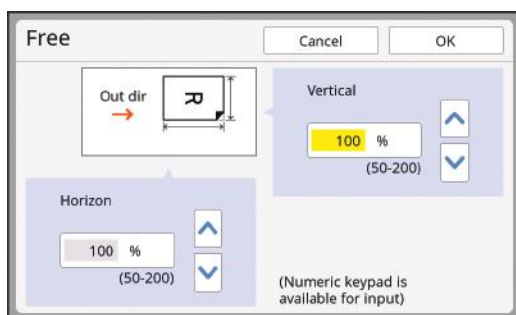 Free
Cancel
OK
Out dir
R
Vertical
100 %
(50-200)
Horizon
100 %
(50-200)
(Numeric keypad is
available for input)